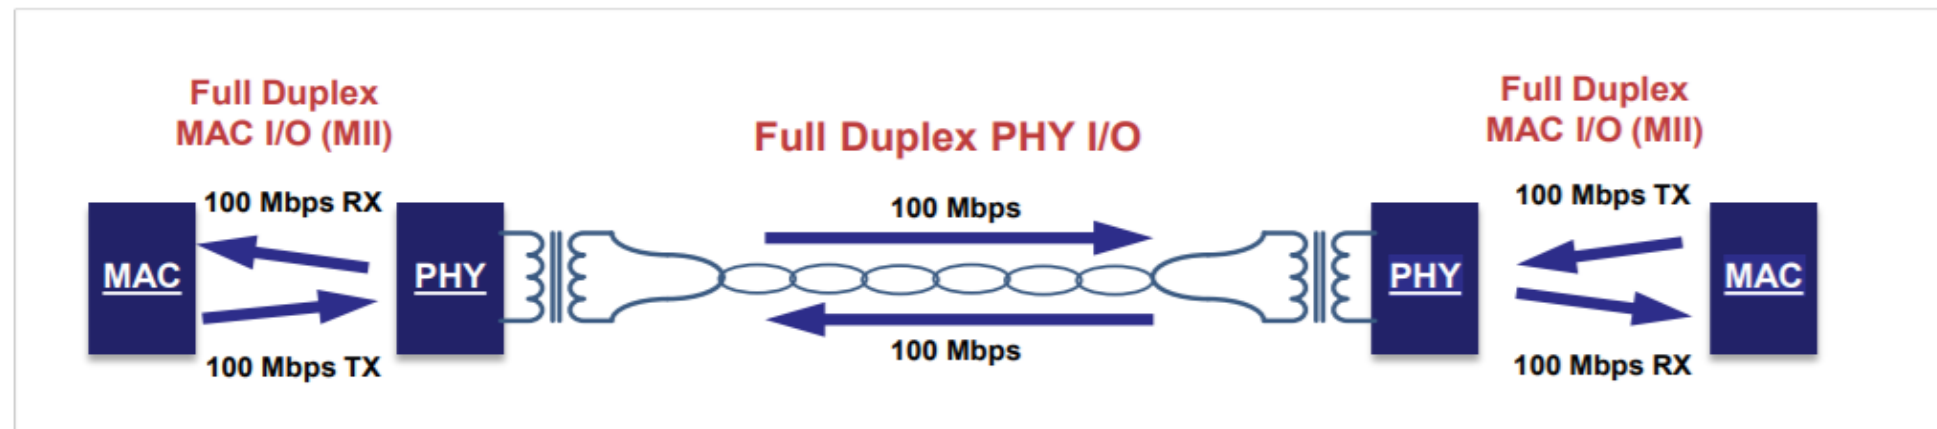 Full Duplex
MAC I/O (MII)
Full Duplex PHY I/O
Full Duplex
MAC I/O (MII)
100 Mbps RX
100 Mbps
100 Mbps TX
MAC
PHY
PHY
MAC
100 Mbps TX
100 Mbps
100 Mbps RX